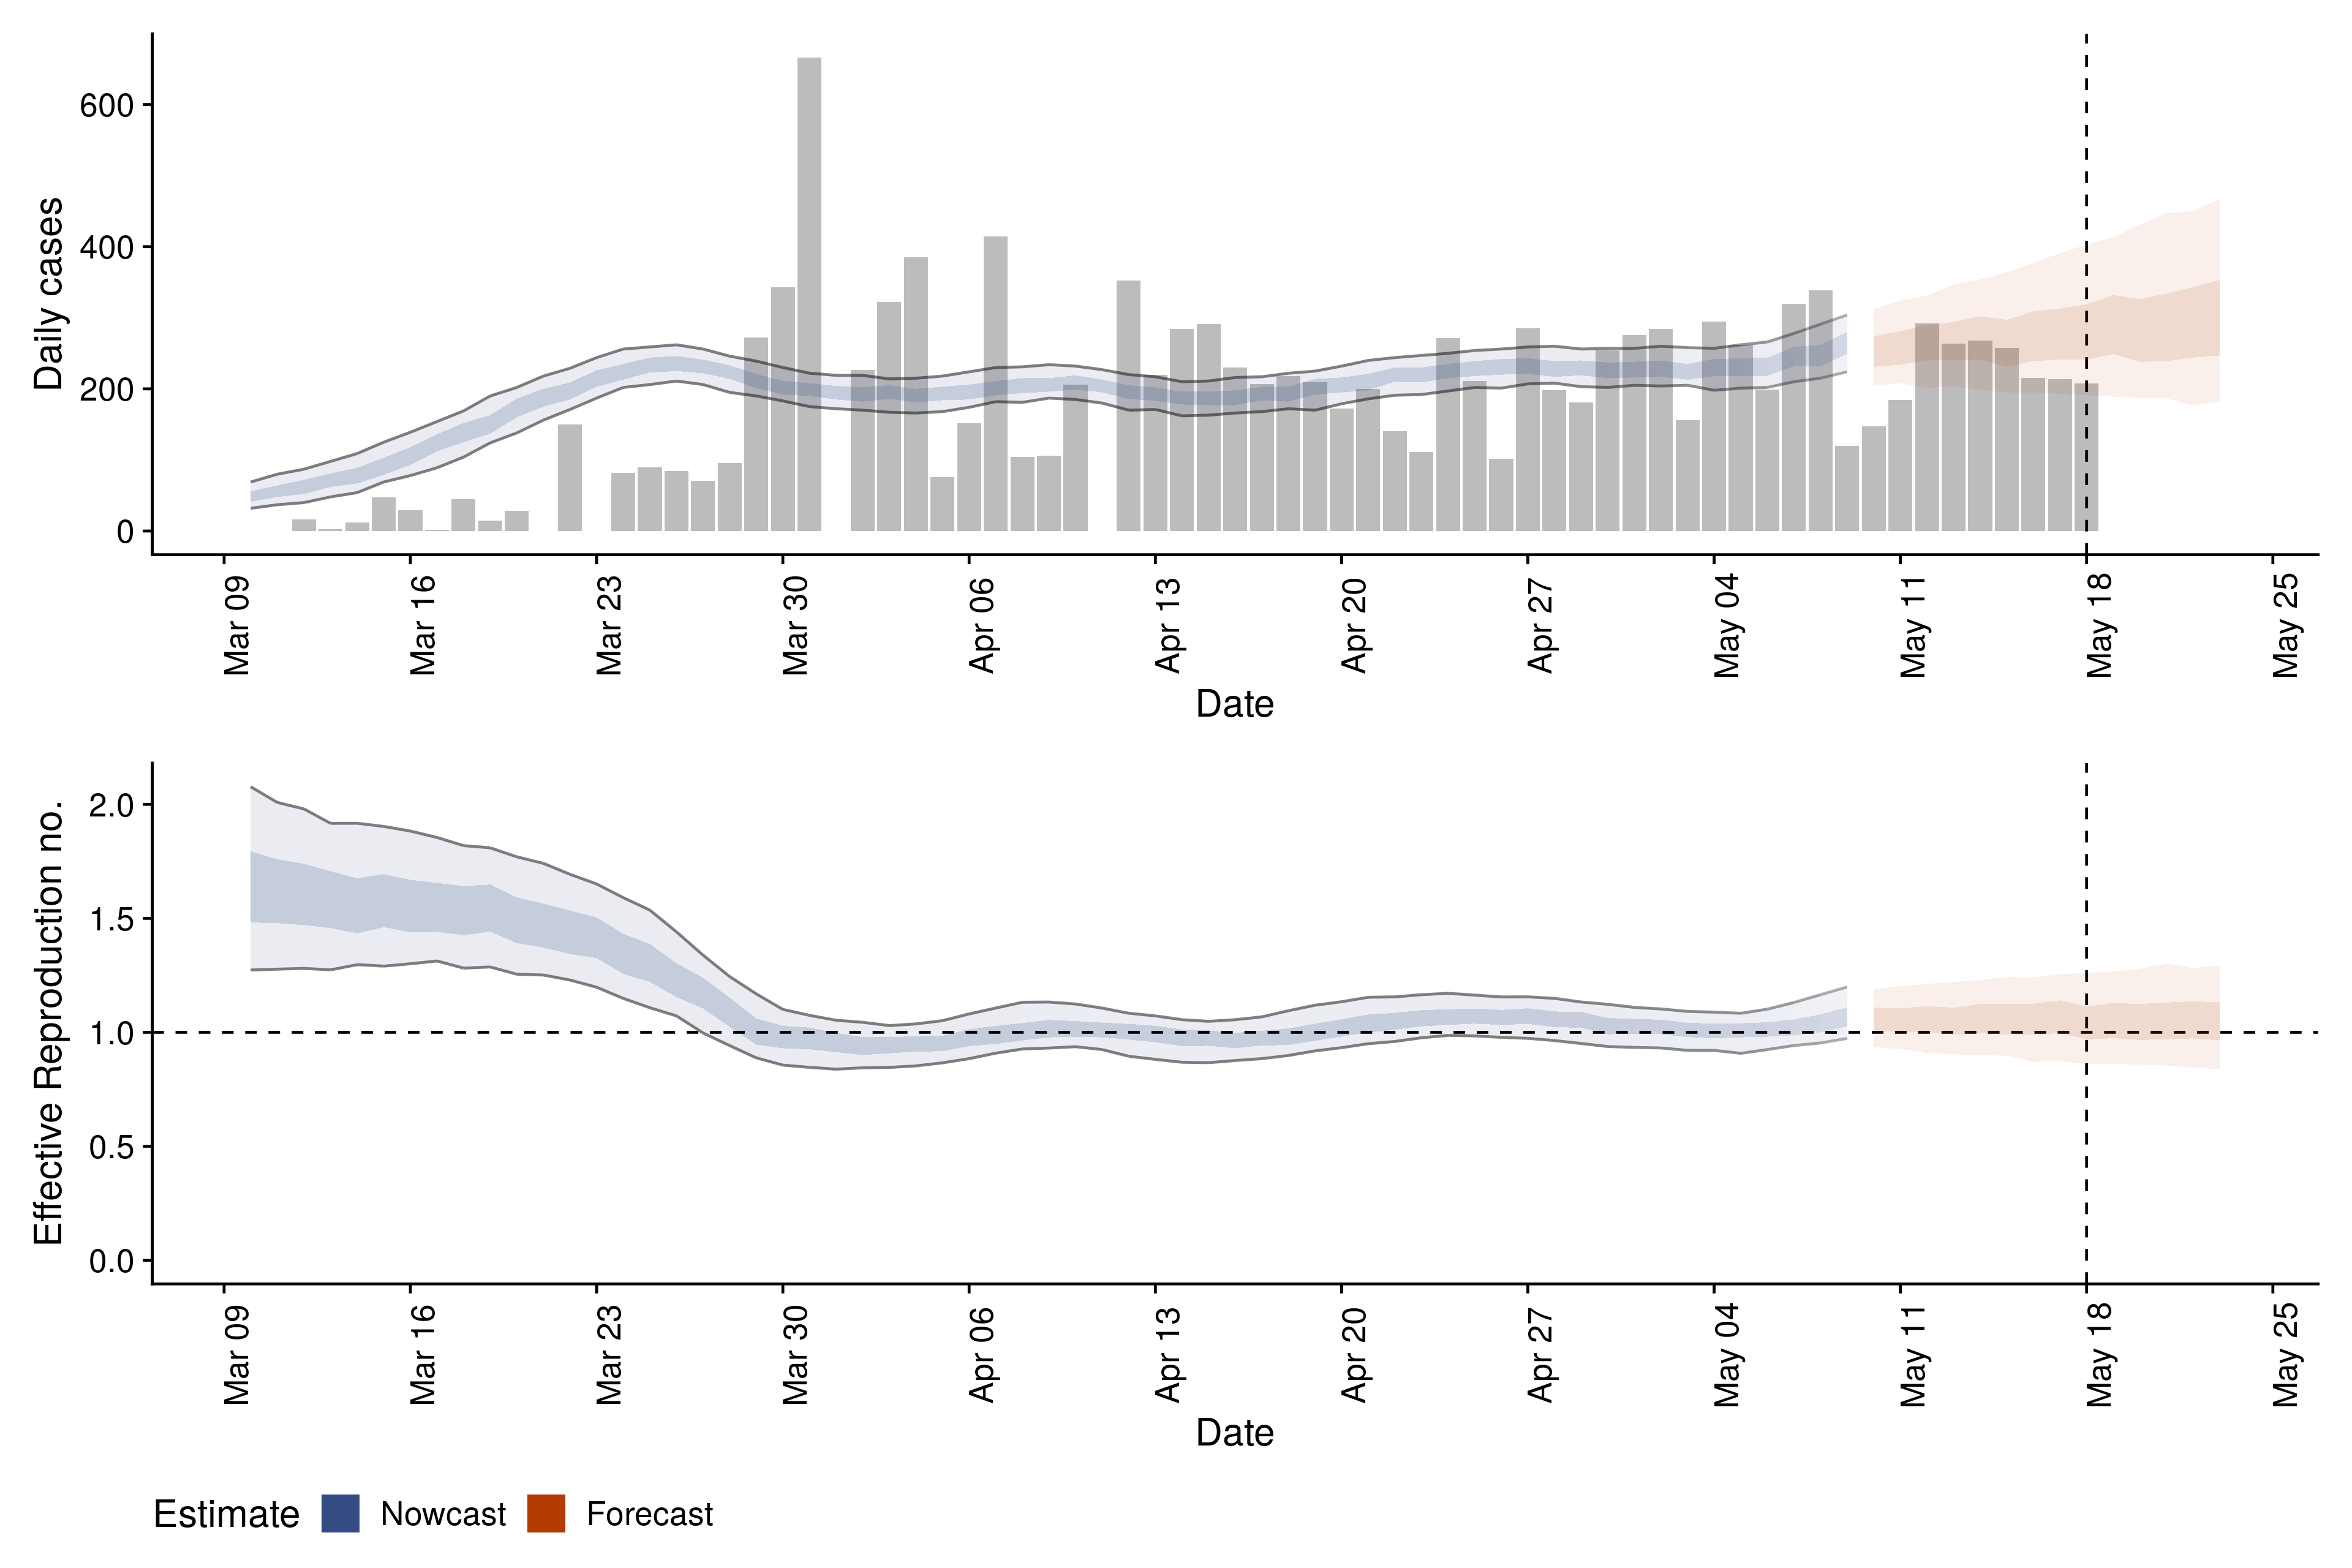 Daily cases
600
400
200
0
Mar 09 Mar 16 Mar 23 Mar 30 Apr 06 Apr 13 Apr 20 Apr 27 May 04 May 11 May 18 May 25
Date
Effective Reproduction no.
2.0
1.5
1.0
0.5
0.0
Mar 09 Mar 16 Mar 23 Mar 30 Apr 06 Apr 13 Apr 20 Apr 27 May 04 May 11 May 18 May 25
Date
Estimate Nowcast Forecast